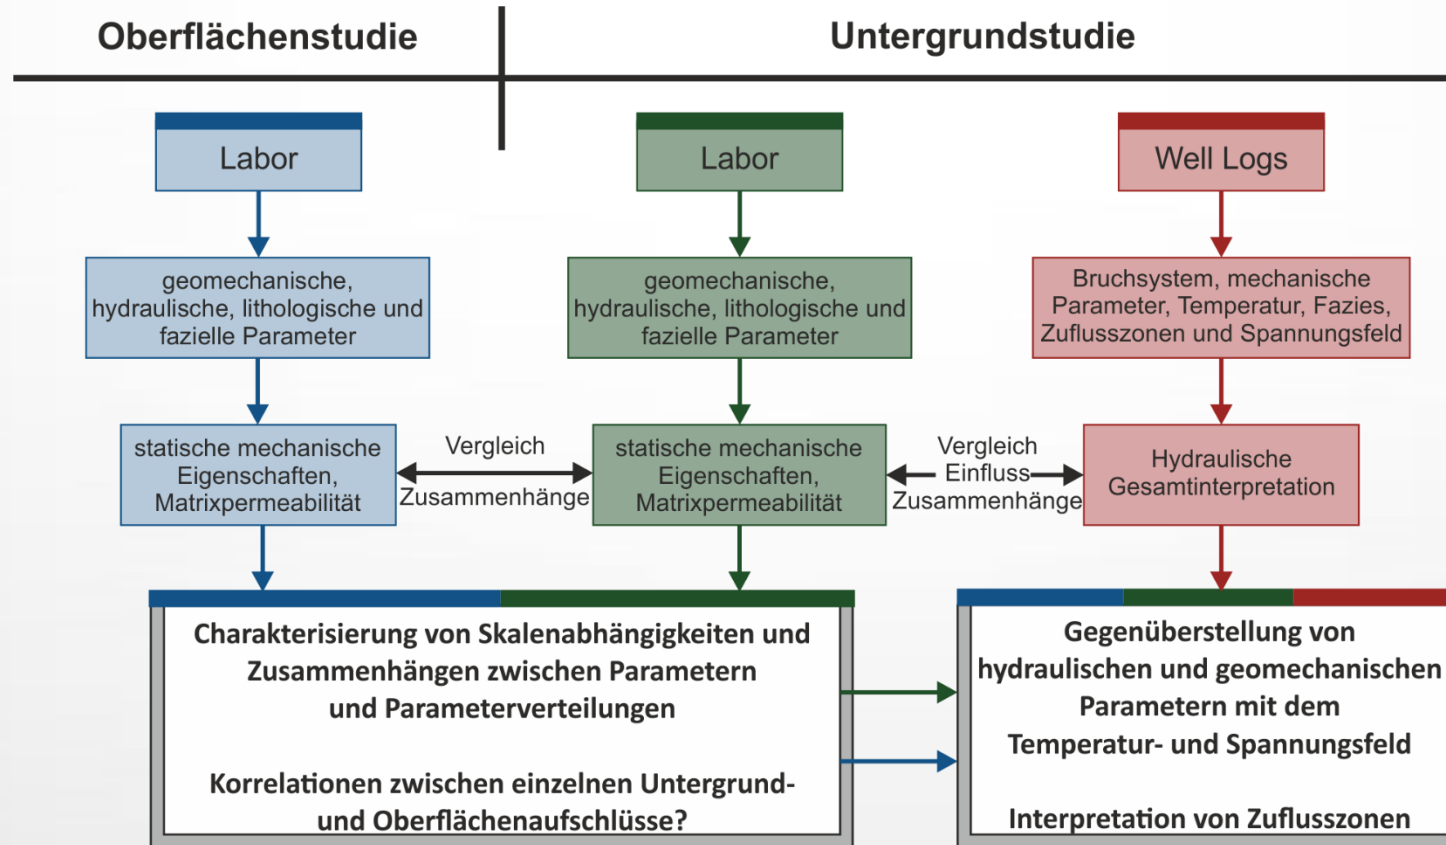 Oberflächenstudie
Untergrundstudie
Labor
Labor
Well Logs
geomechanische,
hydraulische, lithologische und
fazielle Parameter
geomechanische,
hydraulische, lithologische und
fazielle Parameter
Bruchsystem, mechanische
Parameter, Temperatur, Fazies,
Zuflusszonen und Spannungsfeld
statische mechanische
Eigenschaften,
Matrixpermeabilität
Vergleich
Zusammenhänge
statische mechanische
Eigenschaften,
Matrixpermeabilität
Vergleich
Einfluss
Zusammenhänge
Hydraulische
Gesamtinterpretation
Charakterisierung von Skalenabhängigkeiten und
Zusammenhängen zwischen Parametern
und Parameterverteilungen
Korrelationen zwischen einzelnen Untergrund-
und Oberflächenaufschlüsse?
Gegenüberstellung von
hydraulischen und geomechanischen
Parametern mit dem
Temperatur- und Spannungsfeld
Interpretation von Zuflusszonen